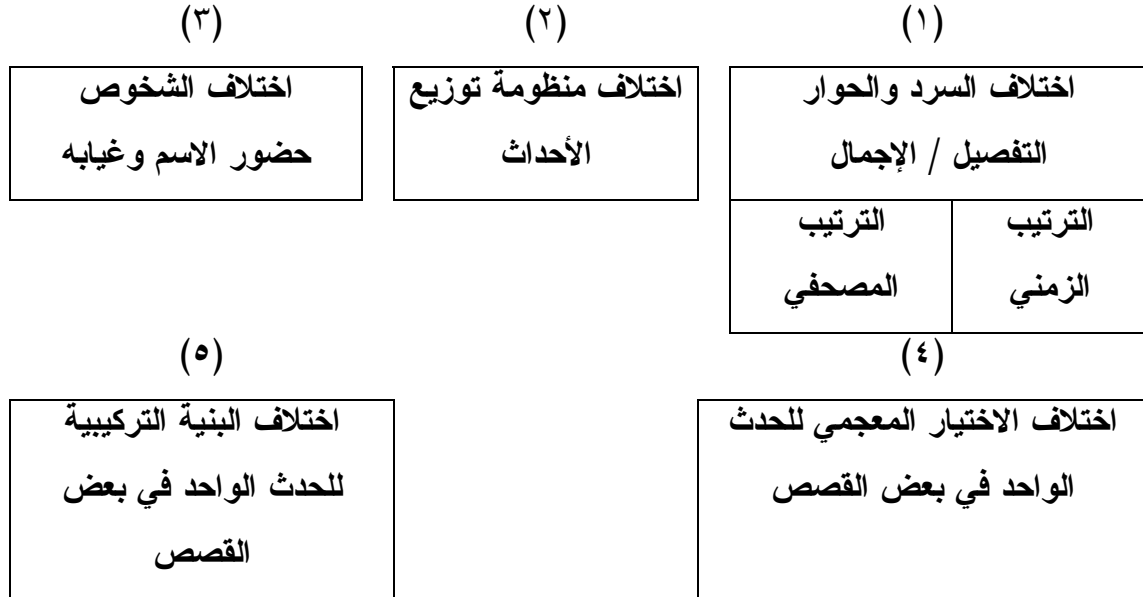 (١)
اختلاف السرد والحوار
التفصيل / الإجمال
الترتيب
الزمني
الترتيب
المصحفي
(٢)
اختلاف منظومة توزيع
الأحداث
(٣)
اختلاف الشخوص
حضور الاسم وغيابه
(٤)
اختلاف الاختيار المعجمي للحدث
الواحد في بعض القصص
(٥)
اختلاف البنية التركيبية
للحدث الواحد في بعض
القصص